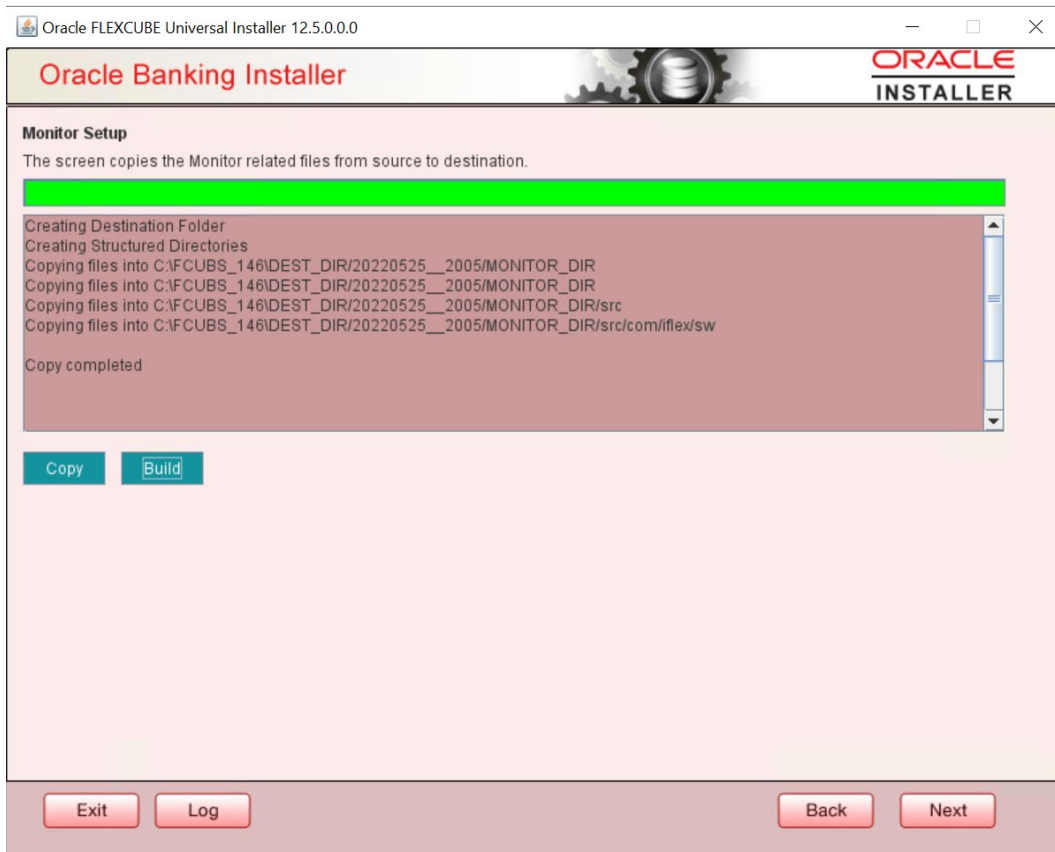 Oracle FLEXCUBE Universal Installer 12.5.0.0.0
Oracle Banking Installer
ORACLE
INSTALLER
Monitor Setup
The screen copies the Monitor related files from source to destination.
Creating Destination Folder
Creating Structured Directories
Copying files into C:\FCUBS_146\DEST_DIR/20220525__2005/MONITOR_DIR
Copying files into C:\FCUBS_146\DEST_DIR/20220525__2005/MONITOR_DIR
Copying files into C:\FCUBS_146\DEST_DIR/20220525__2005/MONITOR_DIR/src
Copying files into C:\FCUBS_146\DEST_DIR/20220525__2005/MONITOR_DIR/src/com/iflex/sw
Copy completed
Copy Build
Exit Log Back Next